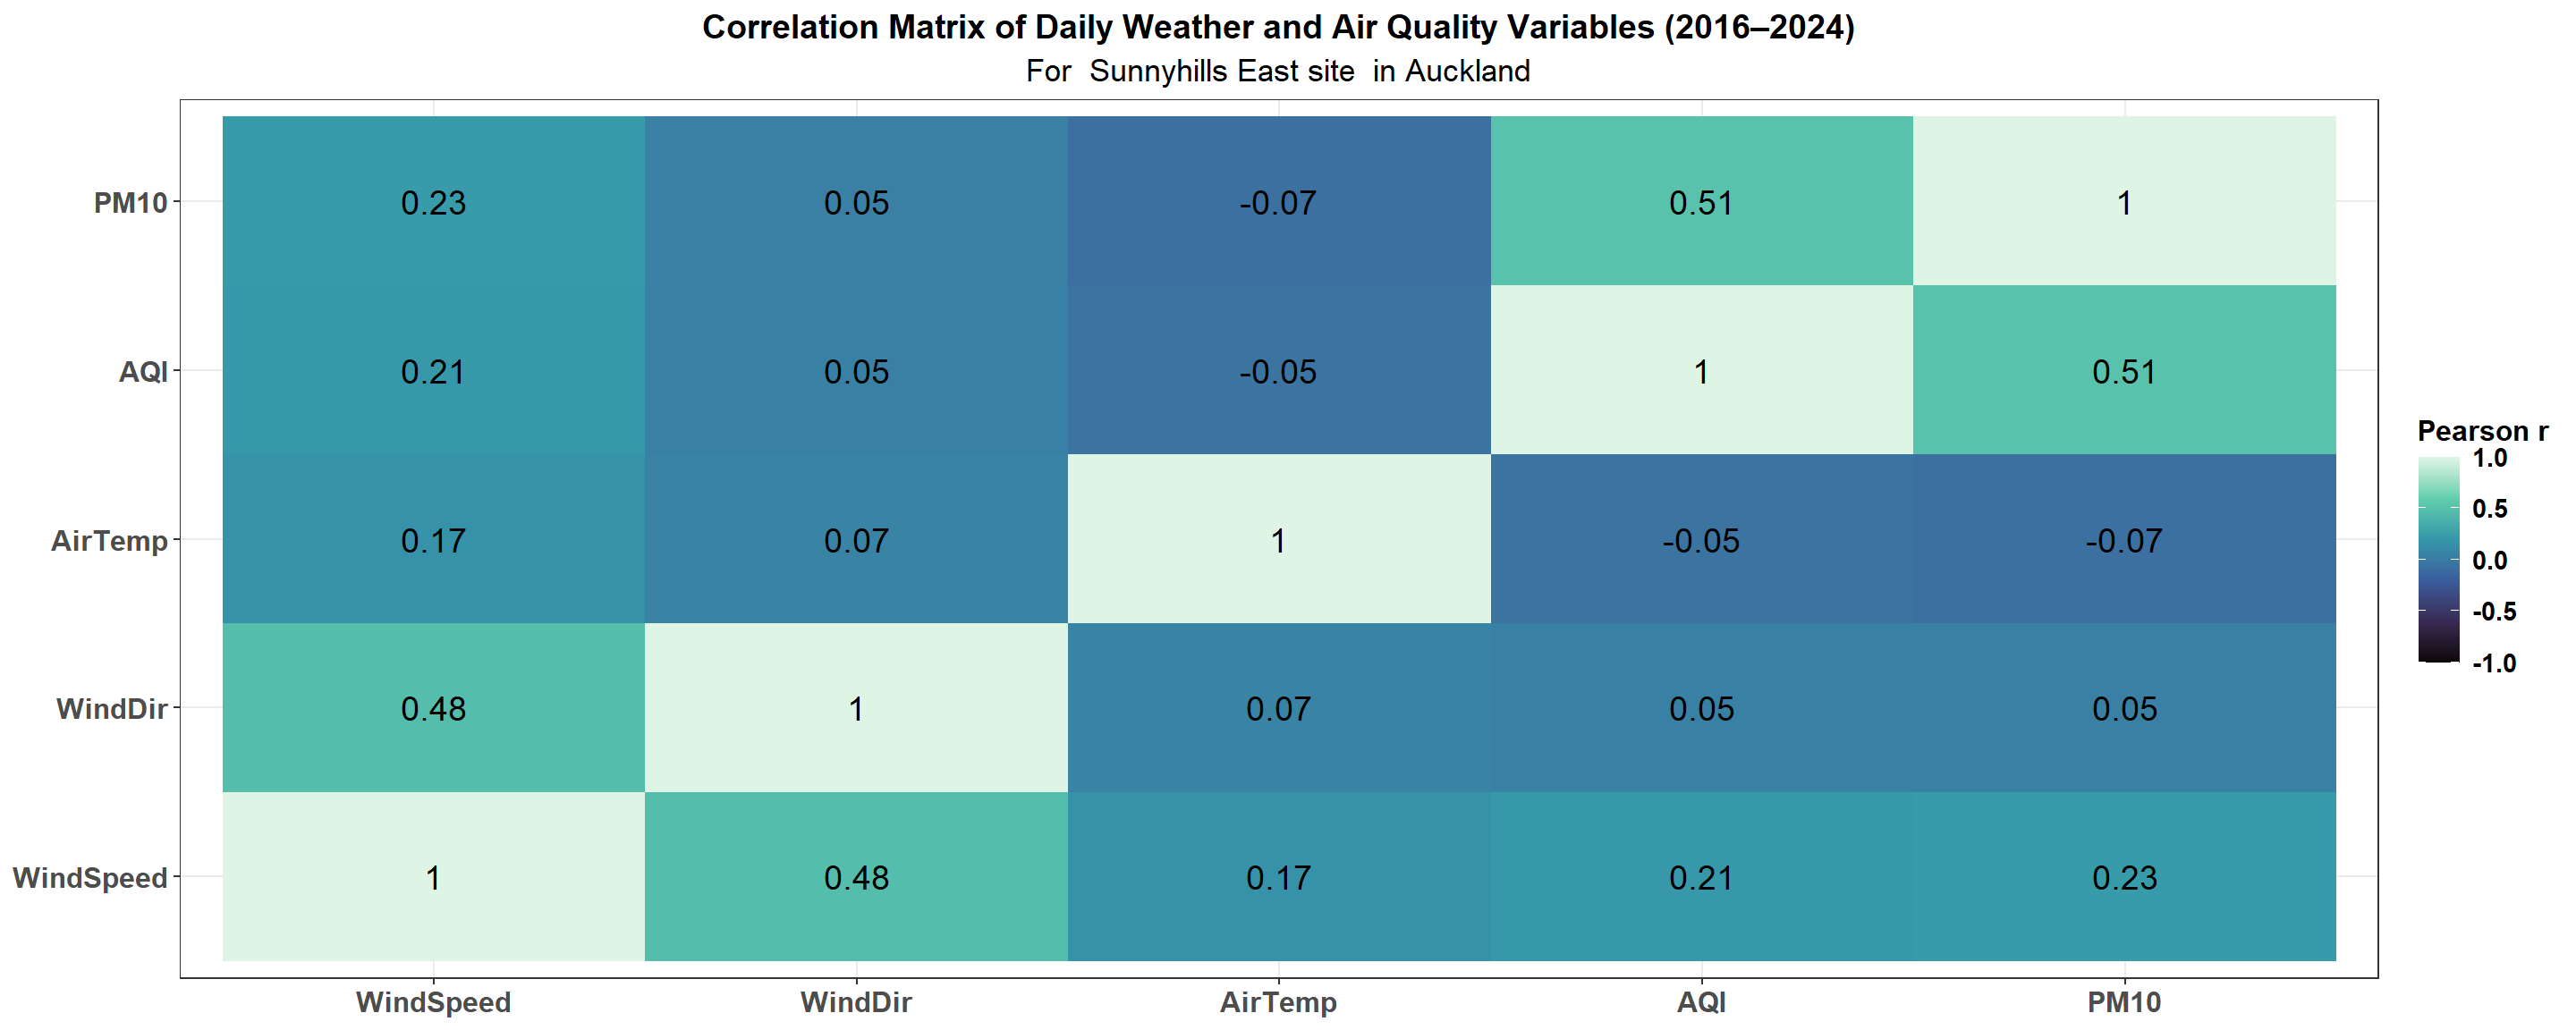 Correlation Matrix of Daily Weather and Air Quality Variables (2016–2024)
For  Sunnyhills East site  in Auckland
PM10 0.23 0.05 -0.07 0.51 1
AQI 0.21 0.05 -0.05 1 0.51
AirTemp 0.17 0.07 1 -0.05 -0.07
WindDir 0.48 1 0.07 0.05 0.05
WindSpeed 1 0.48 0.17 0.21 0.23
WindSpeed WindDir AirTemp AQI PM10
Pearson r
1.0
0.5
0.0
-0.5
-1.0